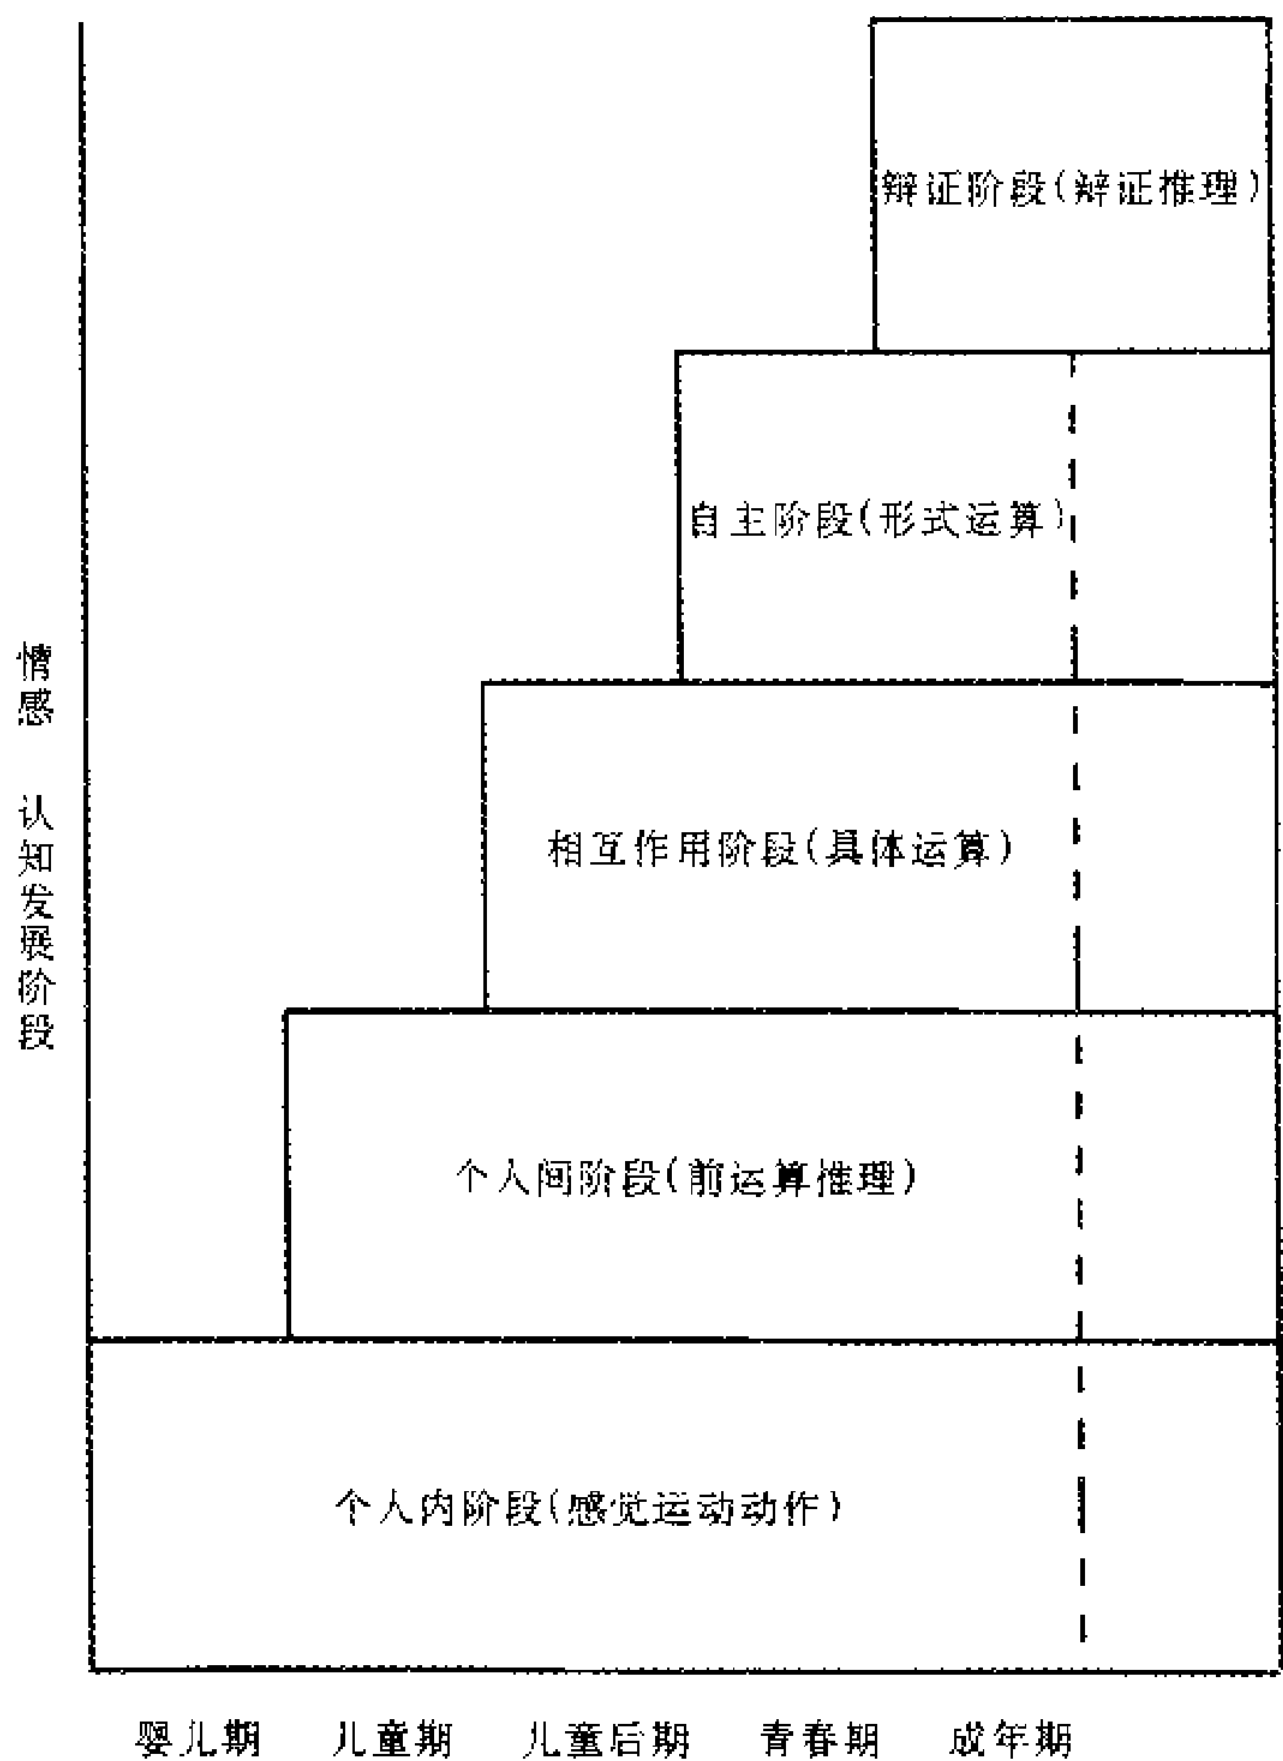 辩证阶段(辩证推理)
自主阶段(形式运算)
相互作用阶段(具体运算)
个人间阶段(前运算推理)
个人内阶段(感觉运动动作)
情感 认知发展阶段
婴儿期 儿童期 儿童后期 青春期 成年期